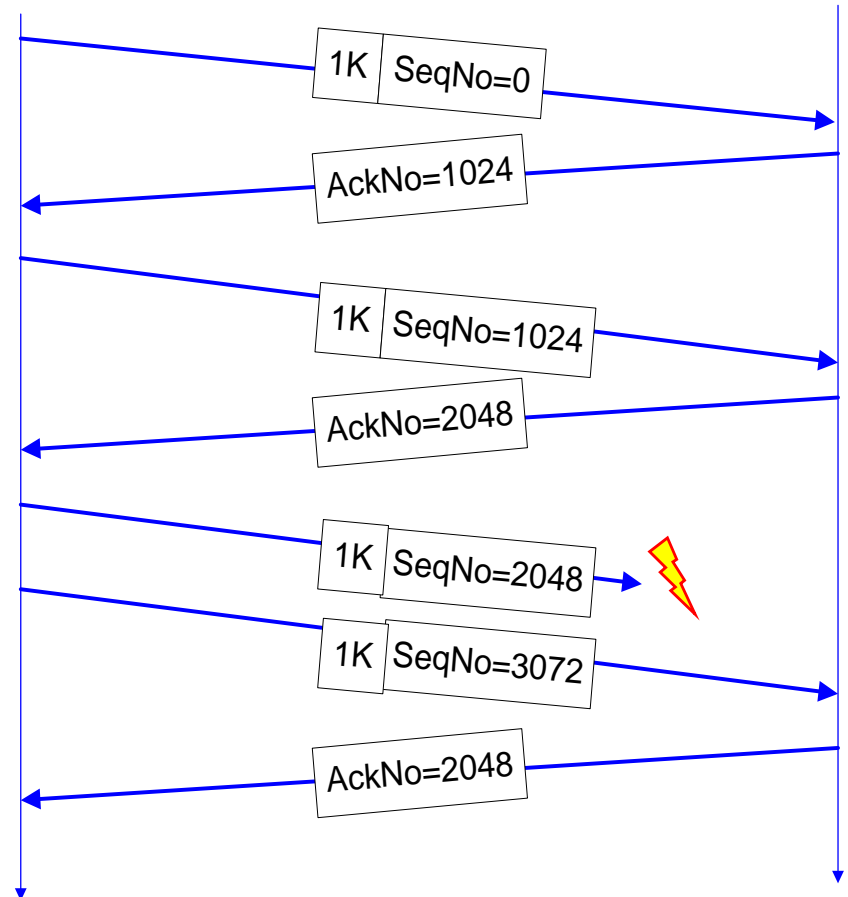 1K SeqNo=0
AckNo=1024
1K SeqNo=1024
AckNo=2048
1K SeqNo=2048
1K SeqNo=3072
AckNo=2048